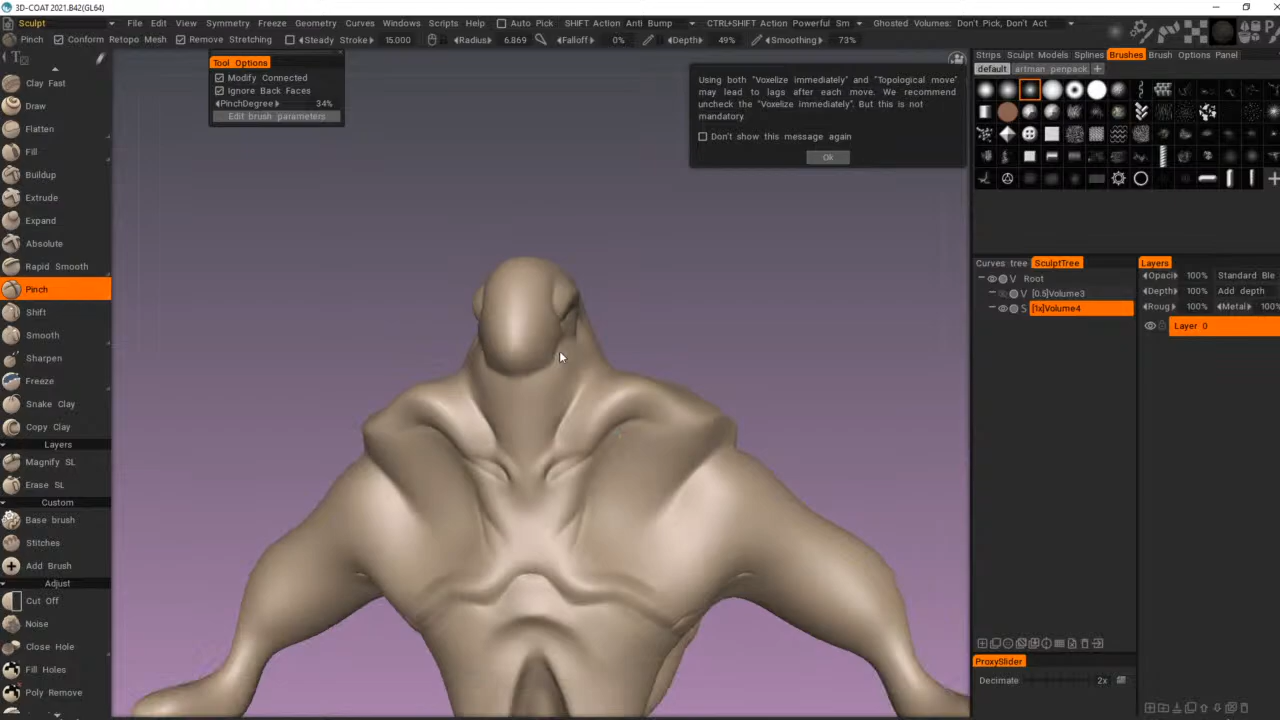 3D-COAT 2021.B42(GL64)
Sculpt File Edit View Symmetry Freeze Geometry Curves Windows Scripts Help Auto Pick SHIFT Action Anti Bump CTRL+SHIFT Action Powerful Sm Ghosted Volumes: Don't Pick, Don't Act
Pinch Conform Retopo Mesh Remove Stretching Steady Stroke 15.000 Radius 6.869 Falloff 0% Depth 49% Smoothing 73%
Strips Sculpt Models Splines Brushes Brush Options Panel
default artman penpack
Tool Options
Modify Connected
Ignore Back Faces
PinchDegree 34%
Edit brush parameters
Using both "Voxelize immediately" and "Topological move"
may lead to lags after each move. We recommend
uncheck the "Voxelize immediately". But this is not
mandatory.
Don't show this message again
Ok
Clay Fast
Draw
Flatten
Fill
Buildup
Extrude
Expand
Absolute
Rapid Smooth
Pinch
Shift
Smooth
Sharpen
Freeze
Snake Clay
Copy Clay
Layers
Magnify SL
Erase SL
Custom
Base brush
Stitches
Add Brush
Adjust
Cut Off
Noise
Close Hole
Fill Holes
Poly Remove
Curves tree SculptTree
V Root
V [0.5]Volume3
S [1x]Volume4
ProxySlider
Decimate 2x
Layers
Opaci 100% Standard Ble
Depth 100% Add depth
Roug 100% Metal 100%
Layer 0